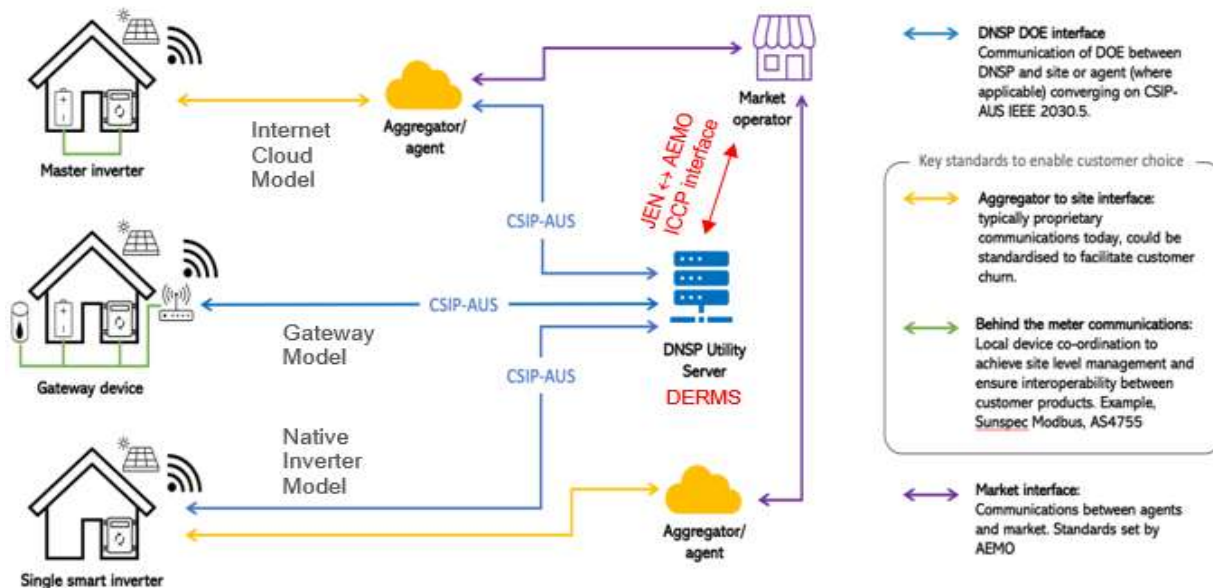 Master inverter
Internet
Cloud
Model
Aggregator/
agent
Market
operator
JEN ↔ AEMO
ICCP interface
CSIP-AUS
Gateway device
CSIP-AUS
Gateway
Model
DNSP Utility
Server
DERMS
CSIP-AUS
Native
Inverter
Model
Single smart inverter
Aggregator/
agent
DNSP DOE interface
Communication of DOE between
DNSP and site or agent (where
applicable) converging on CSIP-
AUS IEEE 2030.5.
Key standards to enable customer choice
Aggregator to site interface:
typically proprietary
communications today, could be
standardised to facilitate customer
churn.
Behind the meter communications:
Local device co-ordination to
achieve site level management and
ensure interoperability between
customer products. Example,
Sunspec Modbus, AS4755
Market interface:
Communications between agents
and market. Standards set by
AEMO